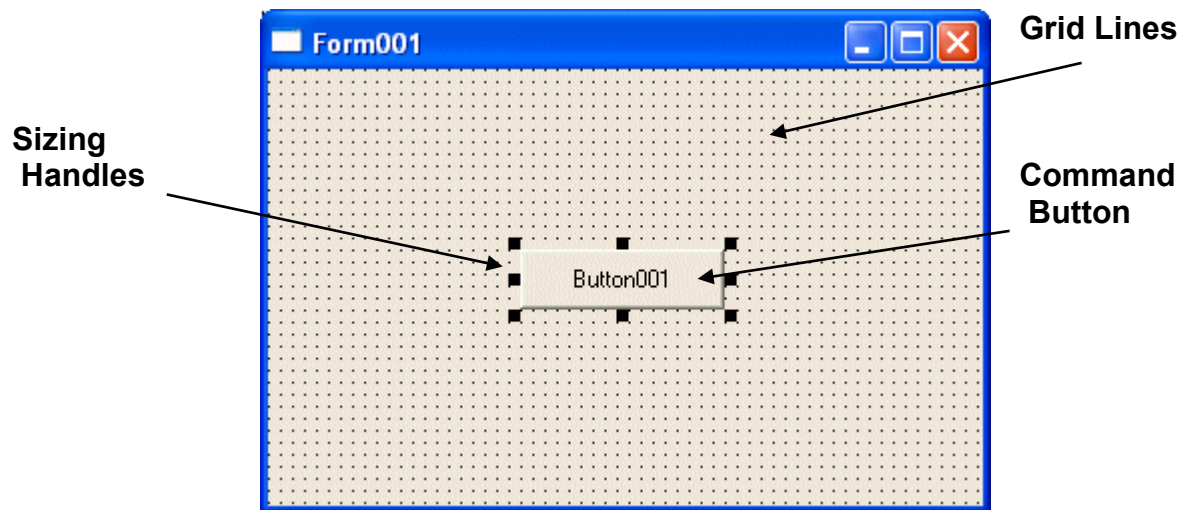 Grid Lines
Form001
Sizing
Handles
Command
Button
Button001